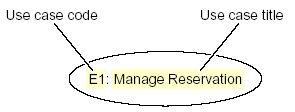 Use case code
Use case title
E1: Manage Reservation